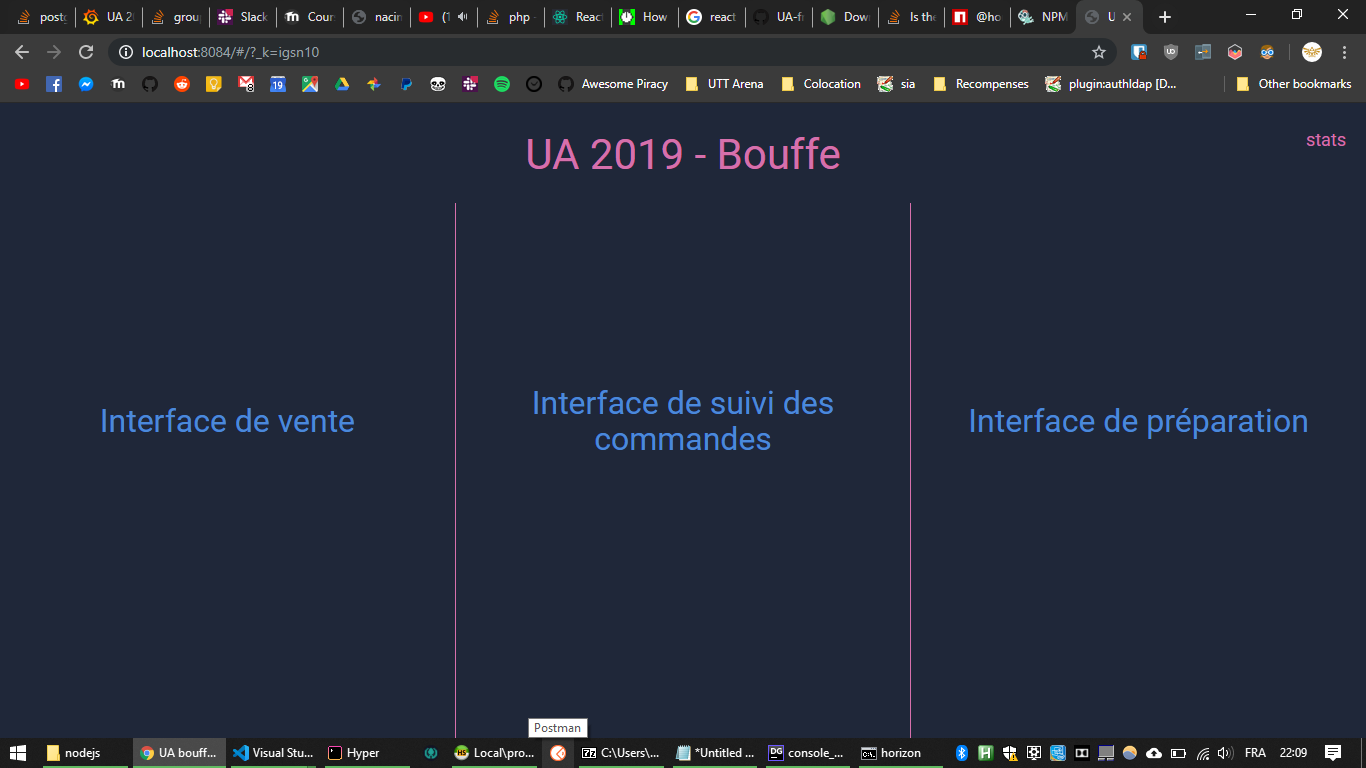 postg
UA 2
group
Slack
Coun
nacin
(1
php -
React
How
react
UA-fr
Dow
Is the
@ho
NPM
U
localhost:8084/#/?_k=igsn10
Awesome Piracy
UTT Arena
Colocation
sia
Recompenses
plugin:authldap [D...
Other bookmarks
UA 2019 - Bouffe
stats
Interface de vente
Interface de suivi des
commandes
Interface de préparation
Postman
nodejs
UA bouff...
Visual Stu...
Hyper
Local\pro...
C:\Users\...
*Untitled ...
console_...
horizon
FRA
22:09